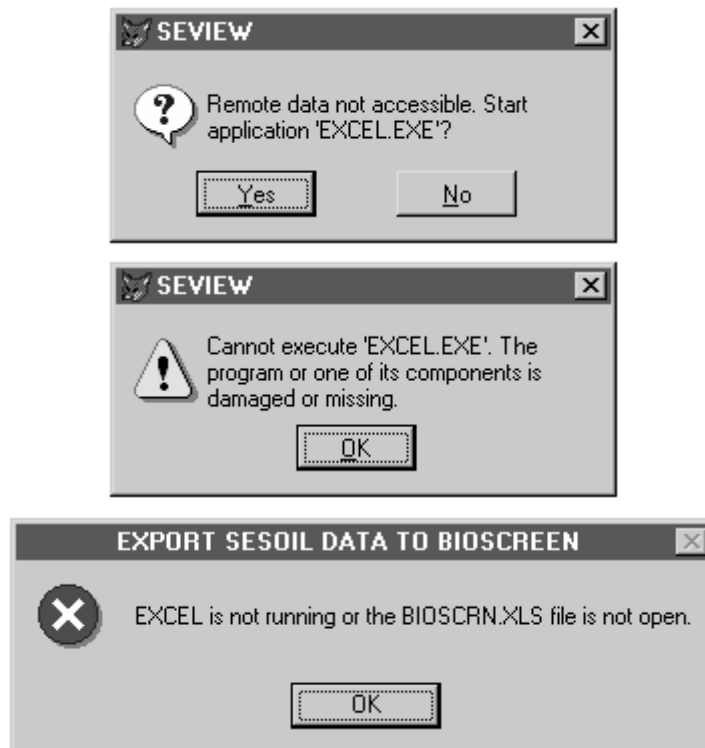 SEVIEW
Remote data not accessible. Start
application 'EXCEL.EXE'?
Yes No
SEVIEW
Cannot execute 'EXCEL.EXE'. The
program or one of its components is
damaged or missing.
OK
EXPORT SESOIL DATA TO BIOSCREEN
EXCEL is not running or the BIOSCRN.XLS file is not open.
OK